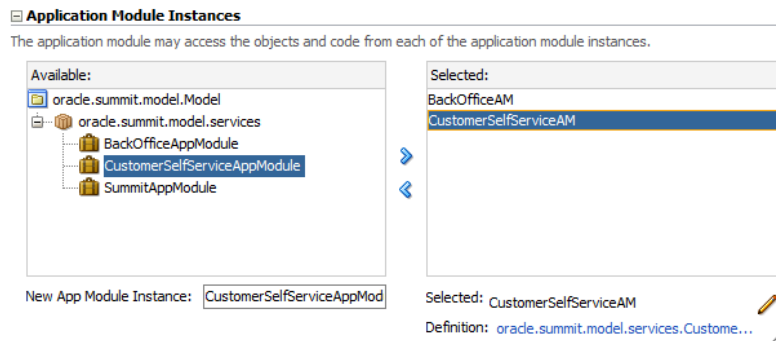 Application Module Instances
The application module may access the objects and code from each of the application module instances.
Available:
oracle.summit.model.Model
oracle.summit.model.services
BackOfficeAppModule
CustomerSelfServiceAppModule
SummitAppModule
Selected:
BackOfficeAM
CustomerSelfServiceAM
New App Module Instance: CustomerSelfServiceAppMod
Selected: CustomerSelfServiceAM
Definition: oracle.summit.model.services.Custome...